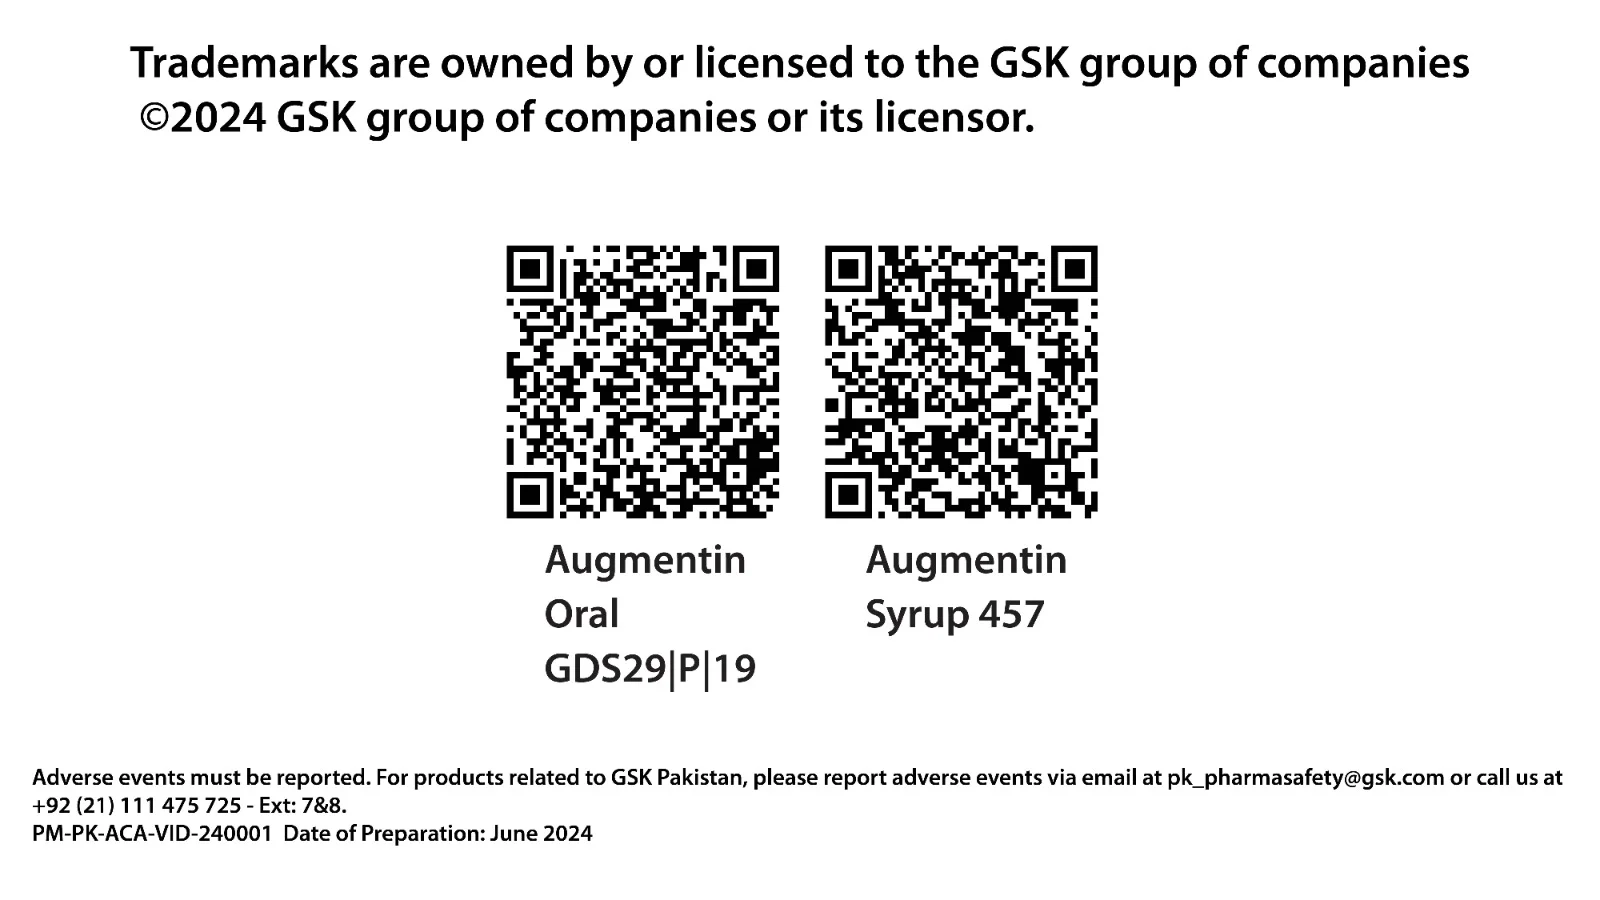 Trademarks are owned by or licensed to the GSK group of companies
©2024 GSK group of companies or its licensor.
Augmentin
Oral
GDS29|P|19
Augmentin
Syrup 457
Adverse events must be reported. For products related to GSK Pakistan, please report adverse events via email at pk_pharmasafety@gsk.com or call us at
+92 (21) 111 475 725 - Ext: 7&8.
PM-PK-ACA-VID-240001 Date of Preparation: June 2024